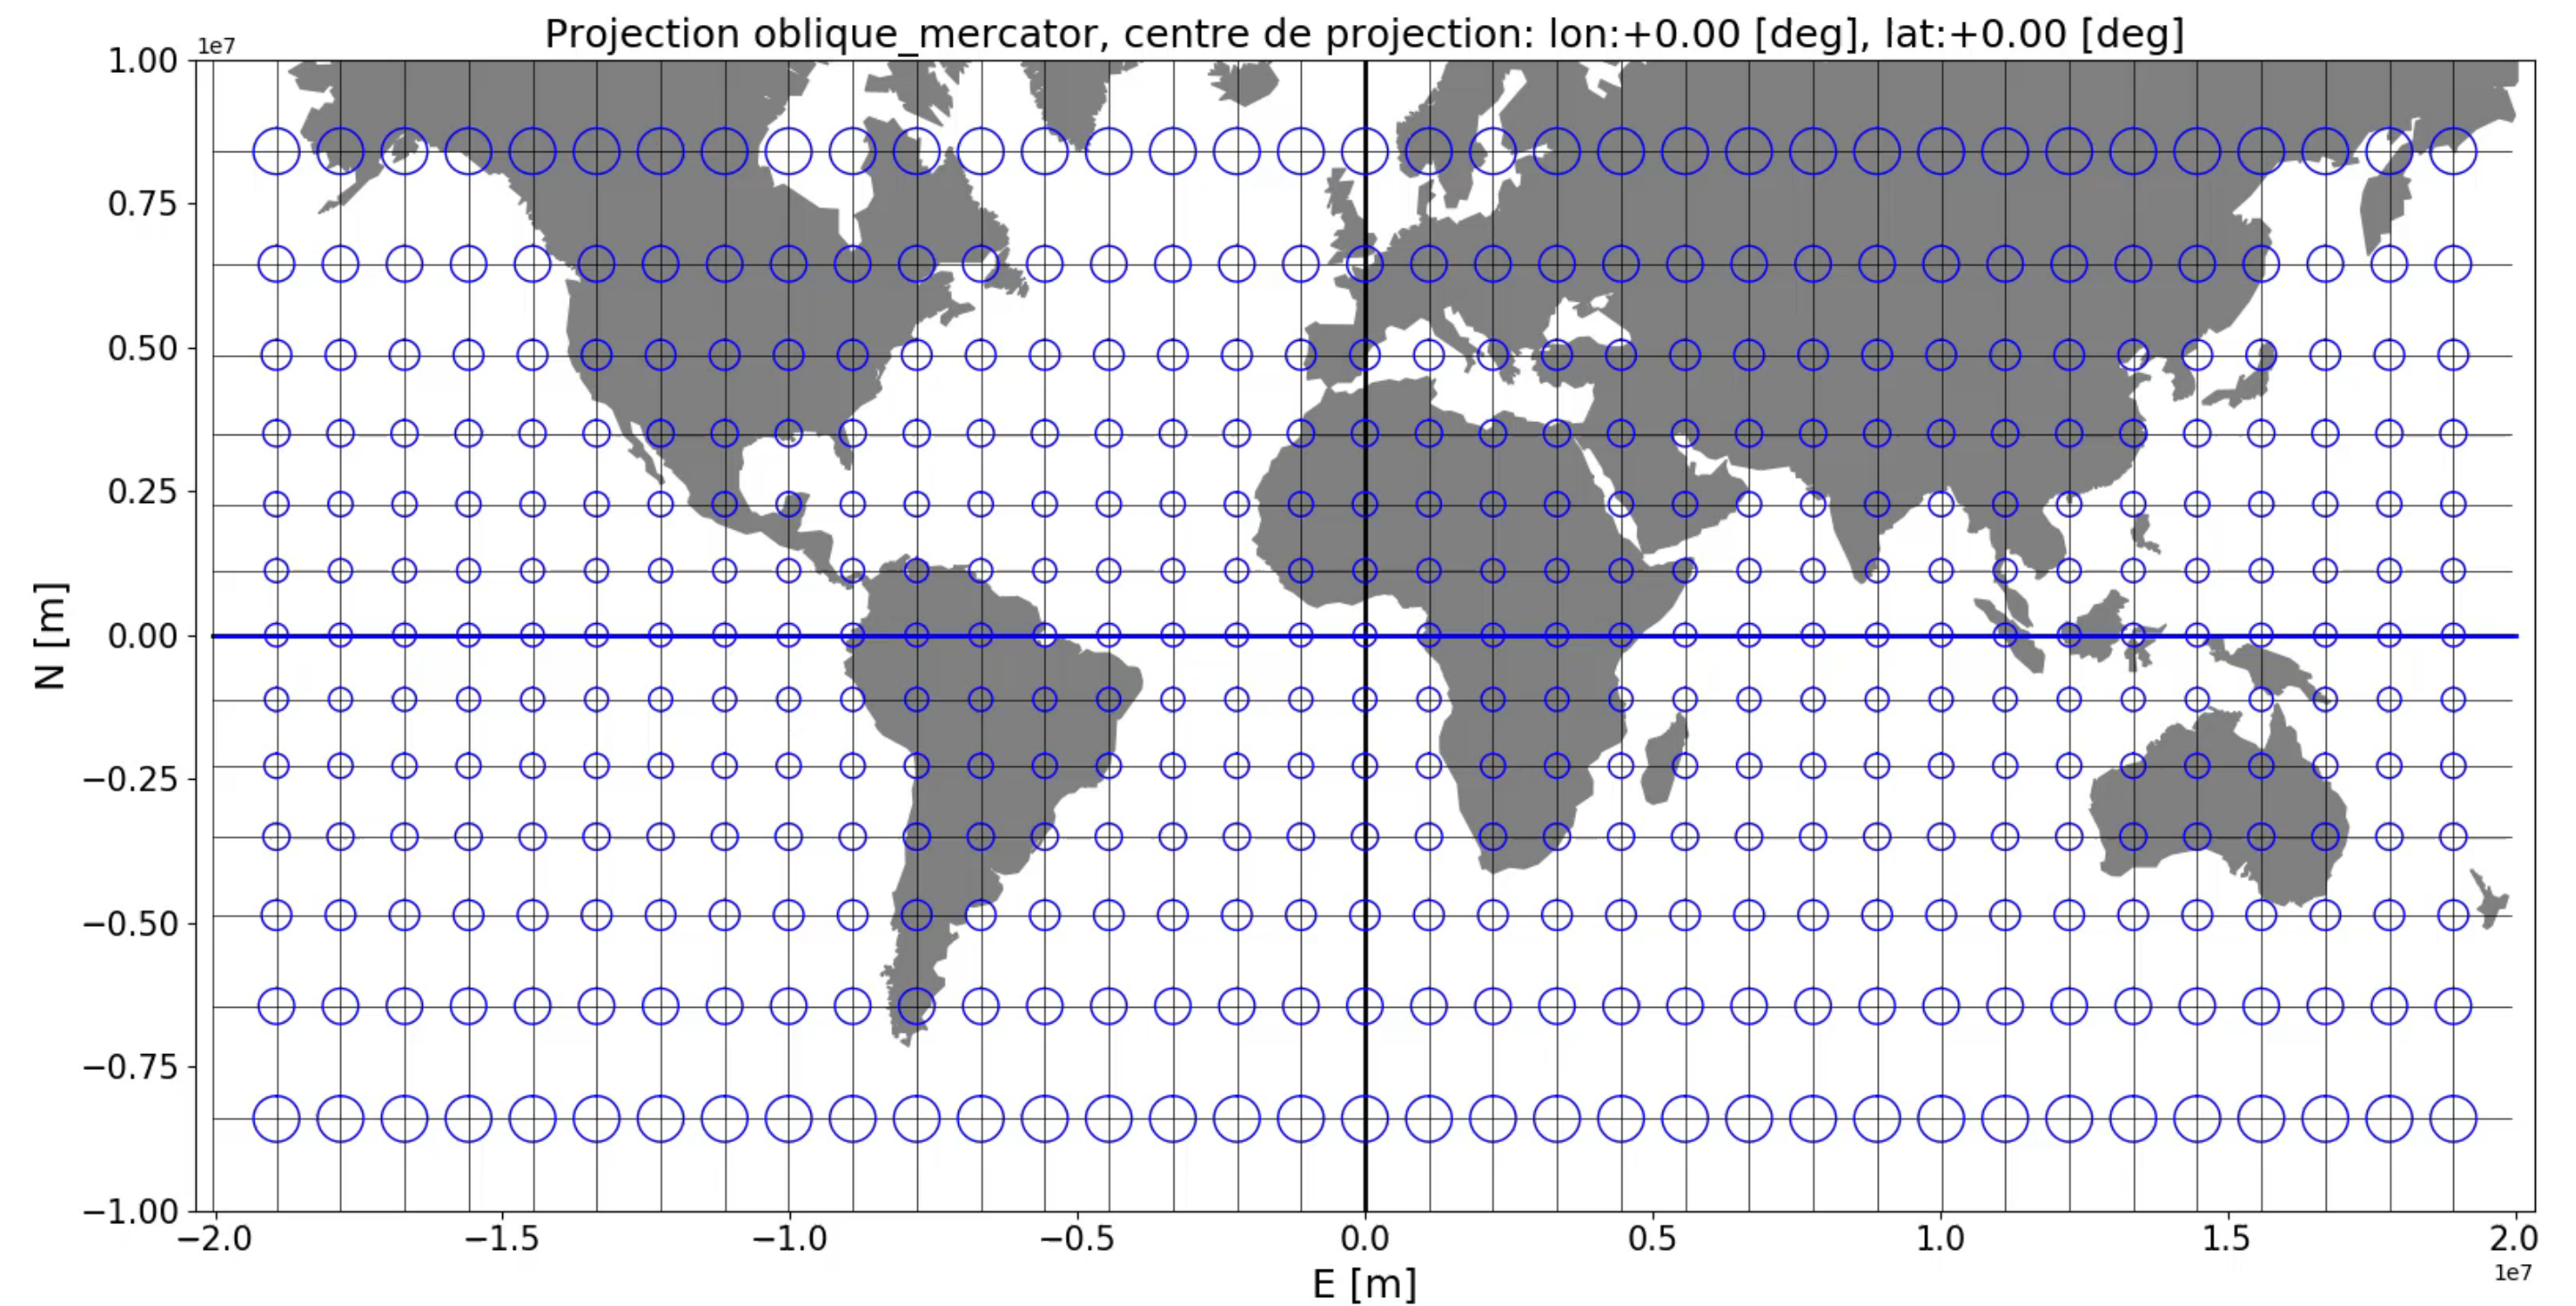 Projection oblique_mercator, centre de projection: lon:+0.00 [deg], lat:+0.00 [deg]
1e7
1.00
0.75
0.50
0.25
0.00
−0.25
−0.50
−0.75
−1.00
N [m]
−2.0 −1.5 −1.0 −0.5 0.0 0.5 1.0 1.5 2.0
1e7
E [m]